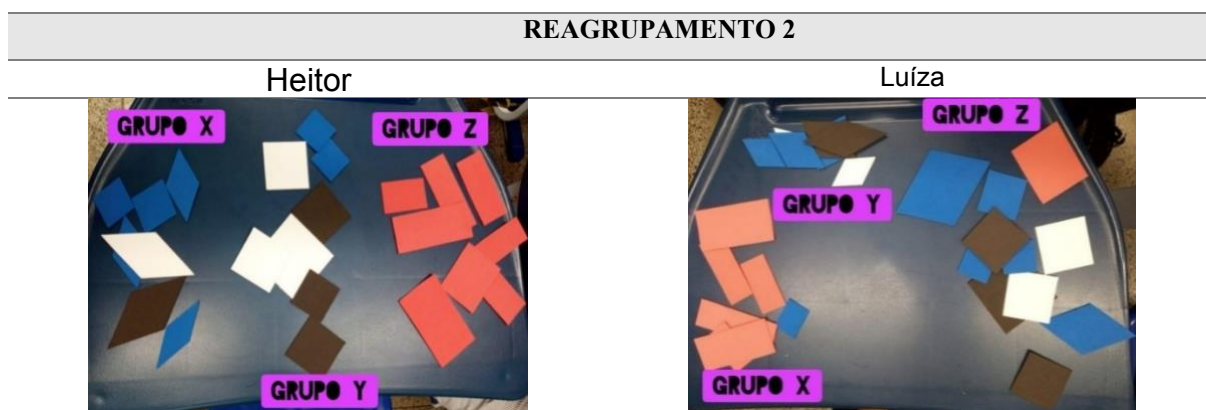 REAGRUPAMENTO 2
Heitor
Luíza
GRUPO X
GRUPO Z
GRUPO Y
GRUPO Z
GRUPO Y
GRUPO X